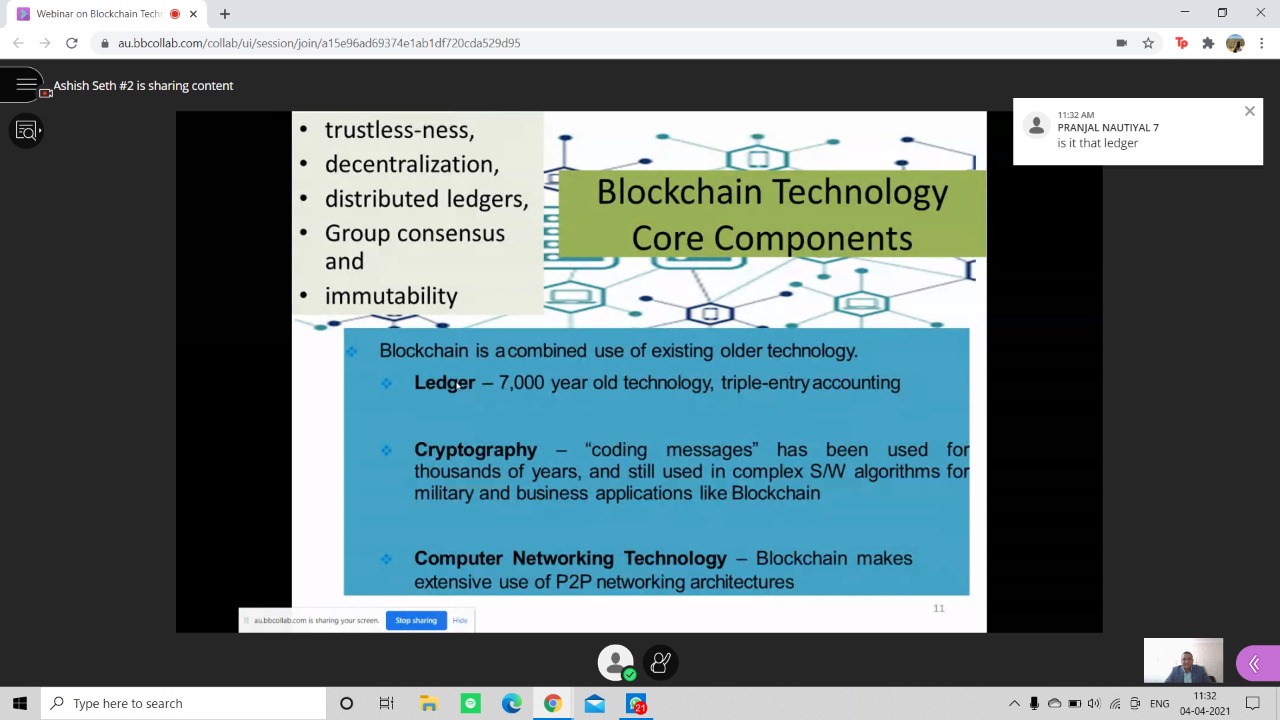 Webinar on Blockchain Techn
au.bbcollab.com/collab/ui/session/join/a15e96ad69374e1ab1df720cda529d95
Tp
Ashish Seth #2 is sharing content
11:32 AM
PRANJAL NAUTIYAL 7
is it that ledger
• trustless-ness,
• decentralization,
• distributed ledgers,
• Group consensus
and
• immutability
Blockchain Technology
Core Components
Blockchain is a combined use of existing older technology.
Ledger – 7,000 year old technology, triple-entry accounting
Cryptography – “coding messages” has been used for
thousands of years, and still used in complex S/W algorithms for
military and business applications like Blockchain
Computer Networking Technology – Blockchain makes
extensive use of P2P networking architectures
11
au.bbcollab.com is sharing your screen. Stop sharing Hide
Type here to search
21
ENG
11:32
04-04-2021